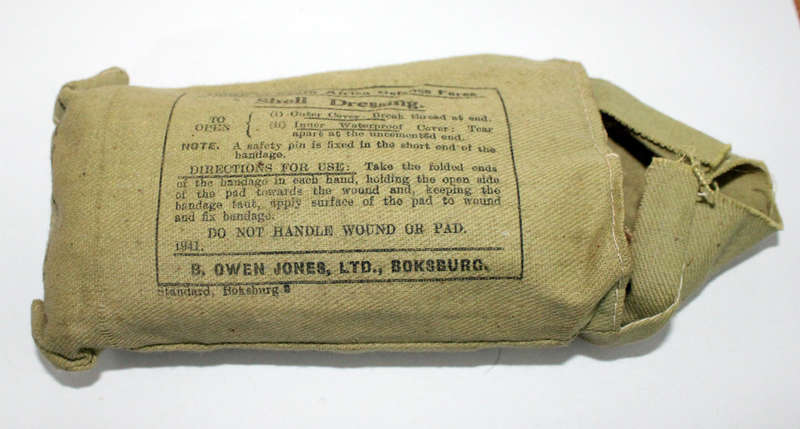 South Africa Defence Force
Shell Dressing.
TO OPEN { (i) Outer Cover Break thread at end.
(ii) Inner Waterproof Cover: Tear
apart at the uncemented end.
NOTE. A safety pin is fixed in the short end of the
bandage.
DIRECTIONS FOR USE: Take the folded ends
of the bandage in each hand, holding the open side
of the pad towards the wound and, keeping the
bandage taut, apply surface of the pad to wound
and fix bandage.
DO NOT HANDLE WOUND OR PAD.
1941.
B. OWEN JONES, LTD., BOKSBURG.
Standard, Boksburg